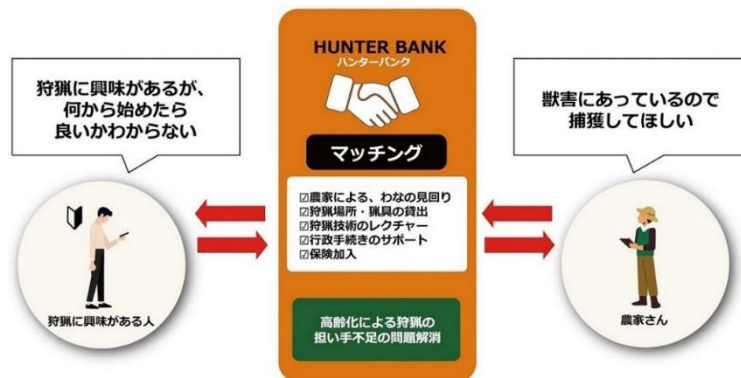 狩猟に興味があるが、
何から始めたら
良いかわからない
狩猟に興味がある人
HUNTER BANK
ハンターバンク
マッチング
☑農家による、わなの見回り
☑狩猟場所・猟具の貸出
☑狩猟技術のレクチャー
☑行政手続きのサポート
☑保険加入
高齢化による狩猟の
担い手不足の問題解消
獣害にあっているので
捕獲してほしい
農家さん